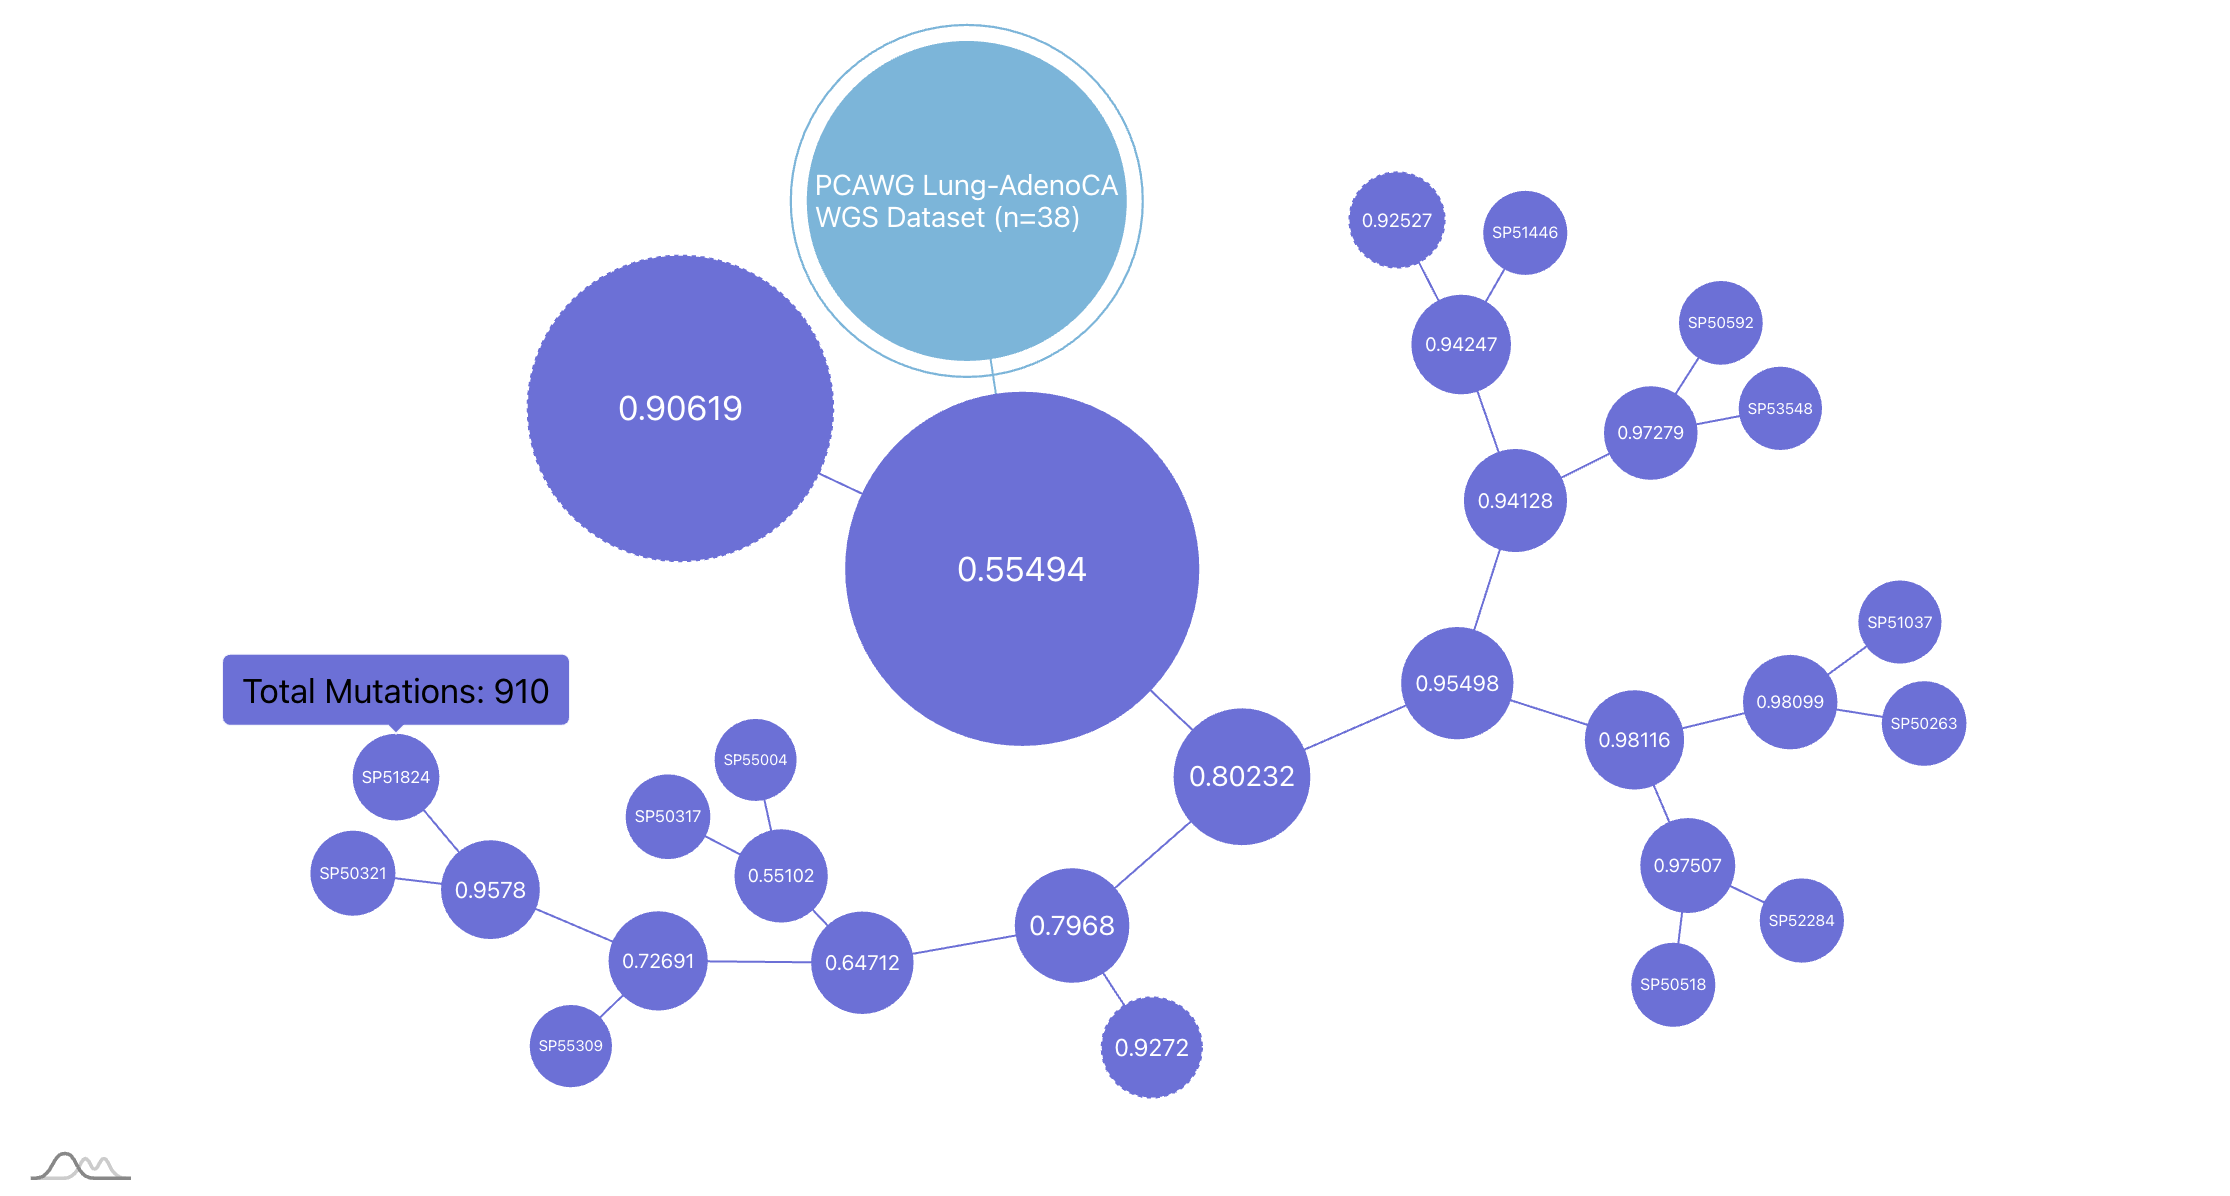 PCAWG Lung-AdenoCA
WGS Dataset (n=38)
0.90619
0.55494
0.92527
SP51446
0.94247
SP50592
SP53548
0.97279
0.94128
SP51037
0.95498
0.98116
0.98099
SP50263
0.97507
SP52284
SP50518
0.80232
0.7968
0.9272
0.64712
0.55102
SP55004
SP50317
0.72691
SP55309
0.9578
SP50321
SP51824
Total Mutations: 910